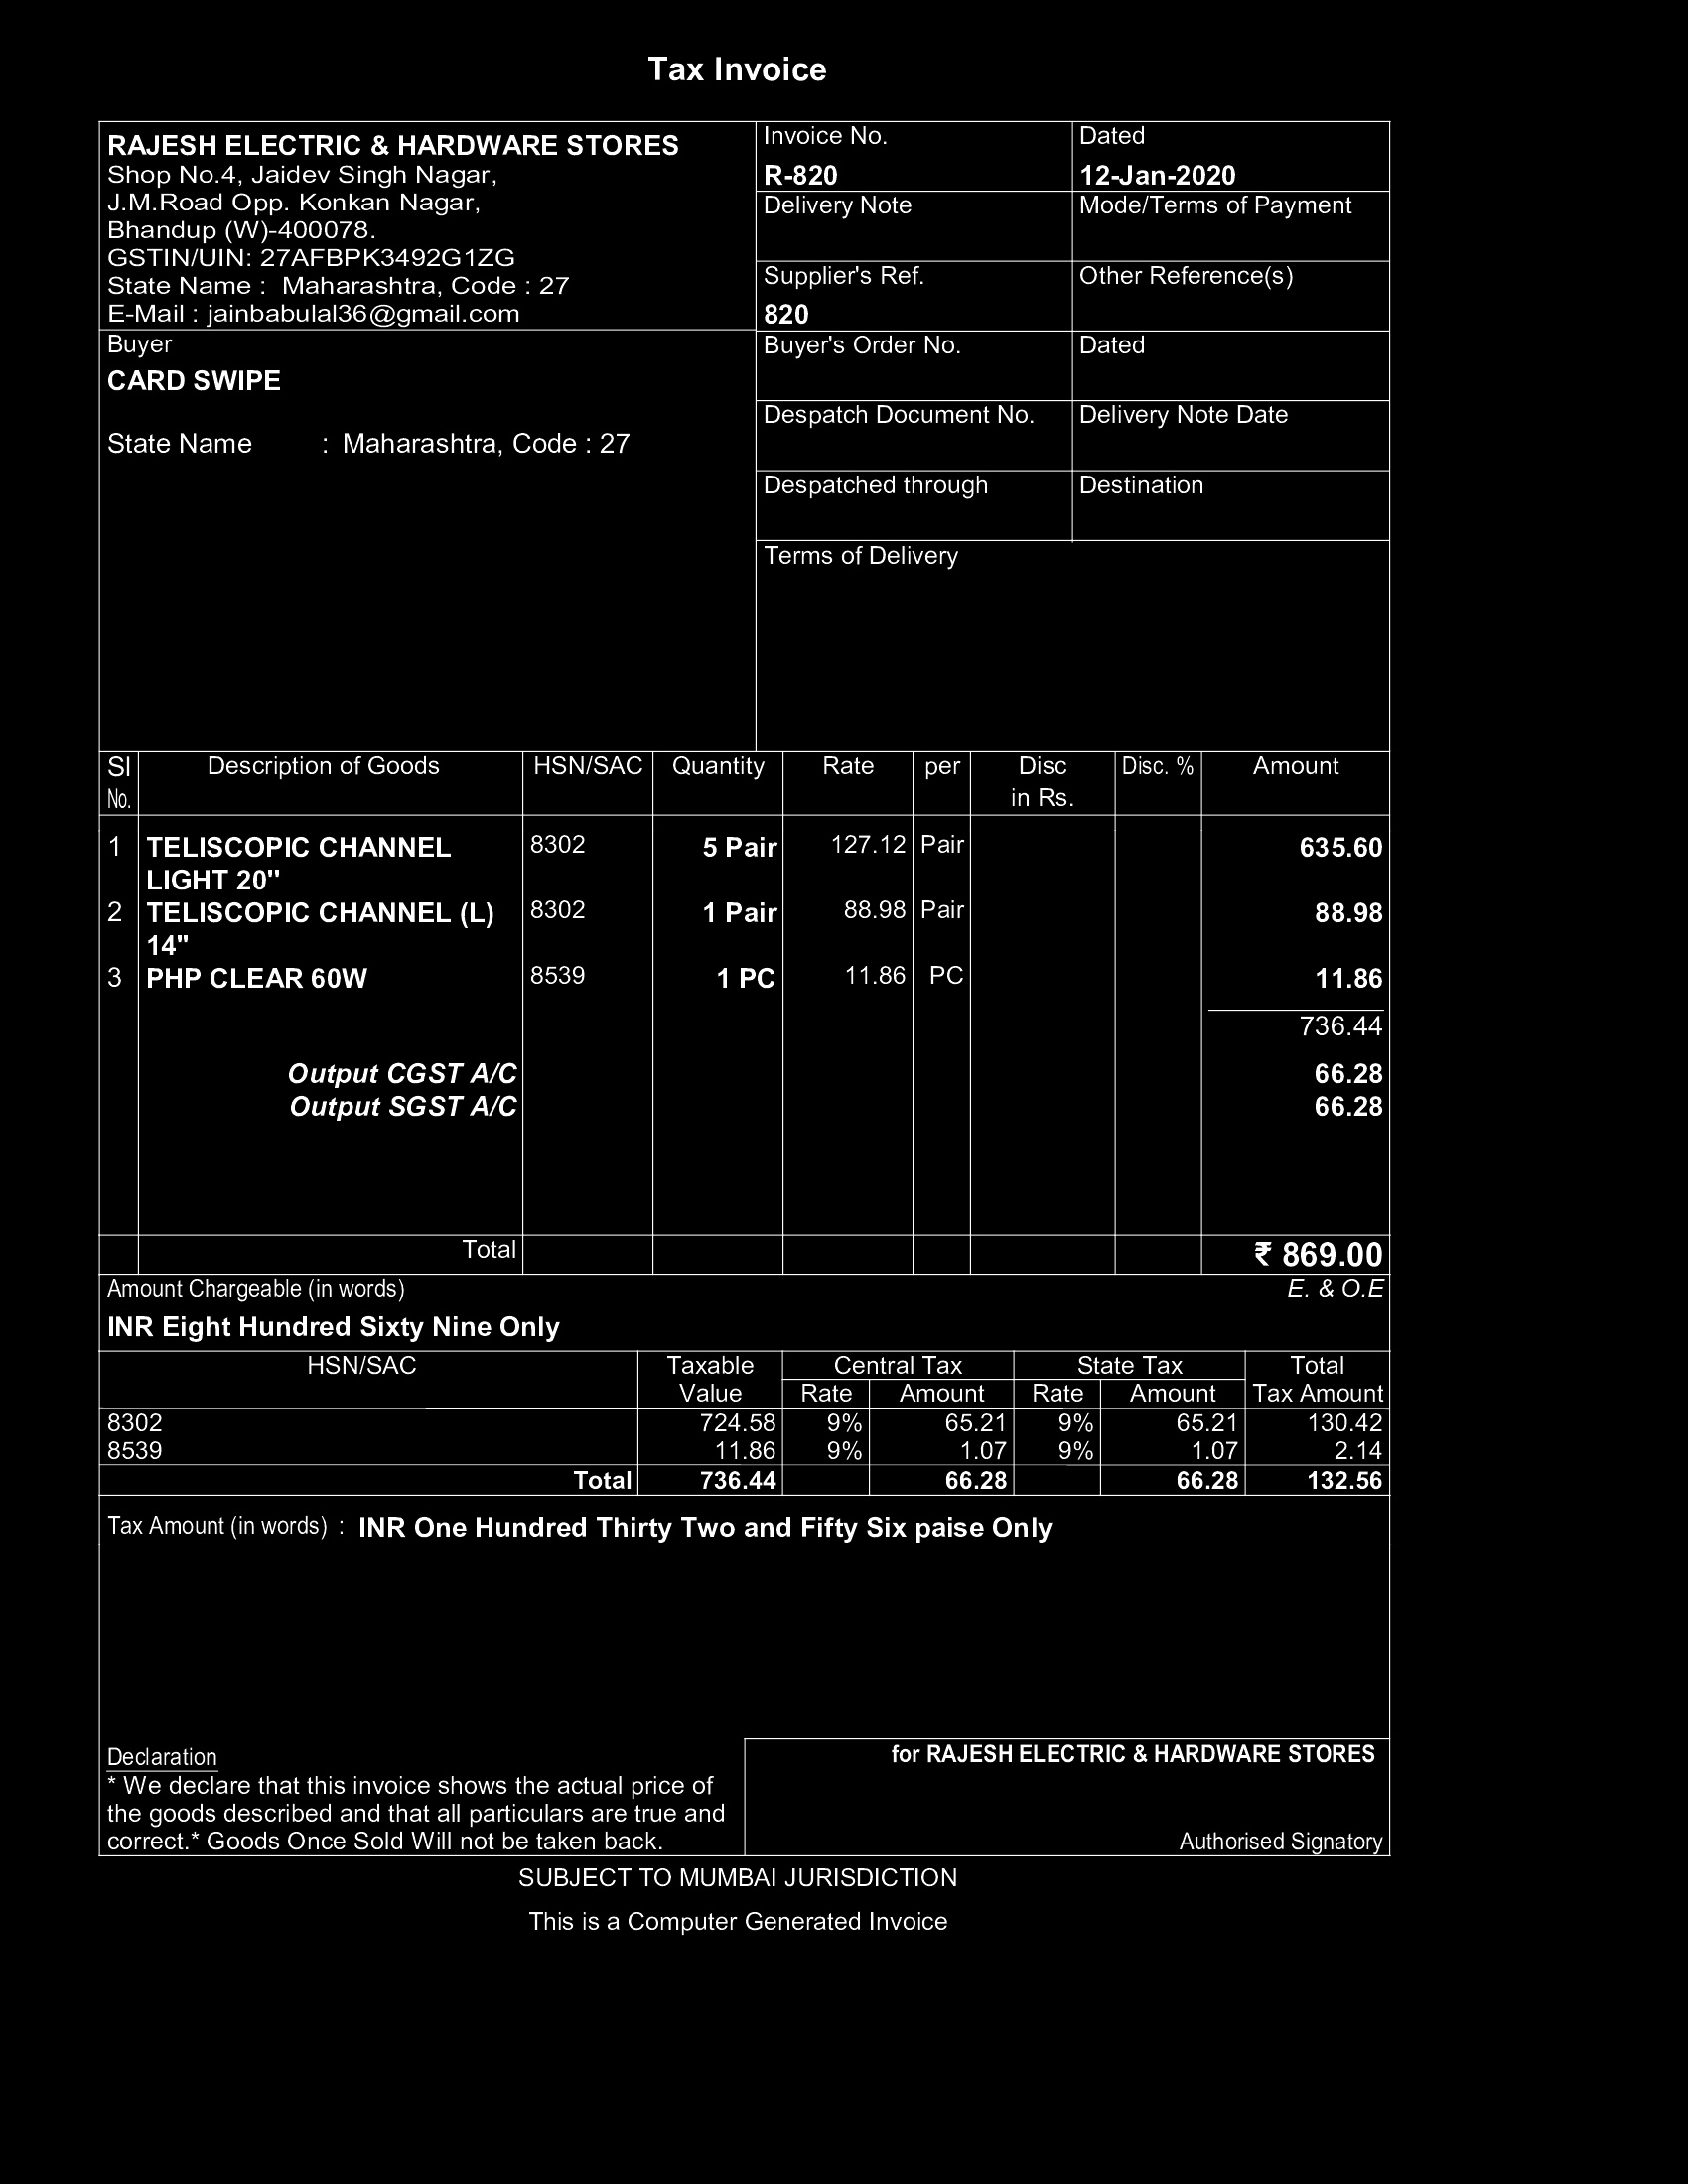 Tax Invoice
RAJESH ELECTRIC & HARDWARE STORES
Shop No.4, Jaidev Singh Nagar,
J.M.Road Opp. Konkan Nagar,
Bhandup (W)-400078.
GSTIN/UIN: 27AFBPK3492G1ZG
State Name : Maharashtra, Code : 27
E-Mail : jainbabulal36@gmail.com
Buyer
CARD SWIPE
State Name : Maharashtra, Code : 27
Invoice No. Dated
R-820 12-Jan-2020
Delivery Note Mode/Terms of Payment
Supplier's Ref. Other Reference(s)
820
Buyer's Order No. Dated
Despatch Document No. Delivery Note Date
Despatched through Destination
Terms of Delivery
Sl Description of Goods HSN/SAC Quantity Rate per Disc Disc. % Amount
No. in Rs.
1 TELISCOPIC CHANNEL 8302 5 Pair 127.12 Pair 635.60
LIGHT 20"
2 TELISCOPIC CHANNEL (L) 8302 1 Pair 88.98 Pair 88.98
14"
3 PHP CLEAR 60W 8539 1 PC 11.86 PC 11.86
736.44
Output CGST A/C 66.28
Output SGST A/C 66.28
Total ₹ 869.00
Amount Chargeable (in words) E. & O.E
INR Eight Hundred Sixty Nine Only
HSN/SAC Taxable Central Tax State Tax Total
Value Rate Amount Rate Amount Tax Amount
8302 724.58 9% 65.21 9% 65.21 130.42
8539 11.86 9% 1.07 9% 1.07 2.14
Total 736.44 66.28 66.28 132.56
Tax Amount (in words) : INR One Hundred Thirty Two and Fifty Six paise Only
Declaration
* We declare that this invoice shows the actual price of
the goods described and that all particulars are true and
correct.* Goods Once Sold Will not be taken back.
for RAJESH ELECTRIC & HARDWARE STORES
Authorised Signatory
SUBJECT TO MUMBAI JURISDICTION
This is a Computer Generated Invoice